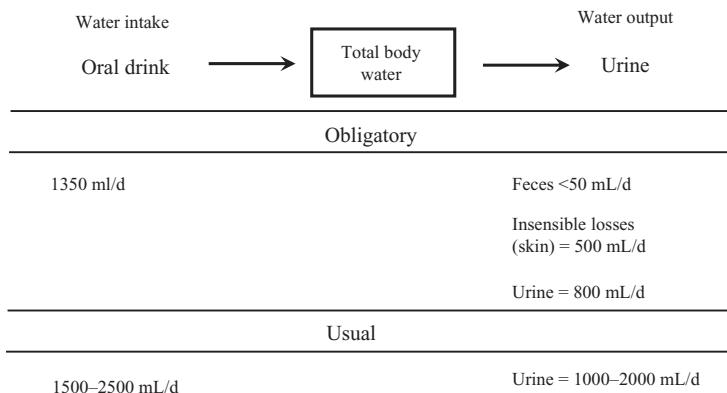 Water intake
Water output
Oral drink
Total body
water
Urine
Obligatory
1350 ml/d
Feces <50 mL/d
Insensible losses
(skin) = 500 mL/d
Urine = 800 mL/d
Usual
1500–2500 mL/d
Urine = 1000–2000 mL/d